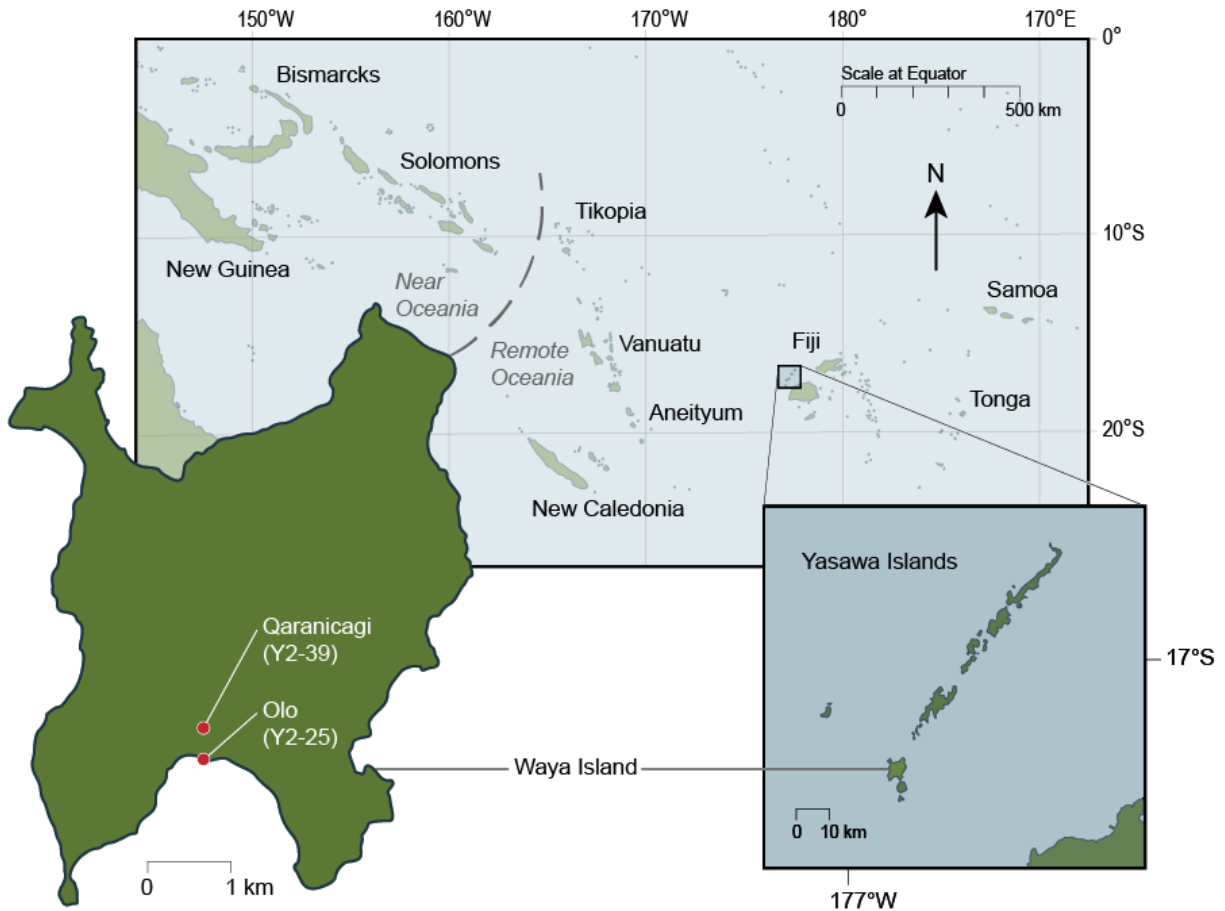 150°W
160°W
170°W
180°
170°E
0°
Bismarcks
Scale at Equator
0
500 km
Solomons
N
Tikopia
10°S
New Guinea
Near
Oceania
Samoa
Remote
Oceania
Vanuatu
Fiji
Aneityum
Tonga
20°S
New Caledonia
Yasawa Islands
Qaranicagi
(Y2-39)
17°S
Olo
(Y2-25)
Waya Island
0
10 km
0
1 km
177°W